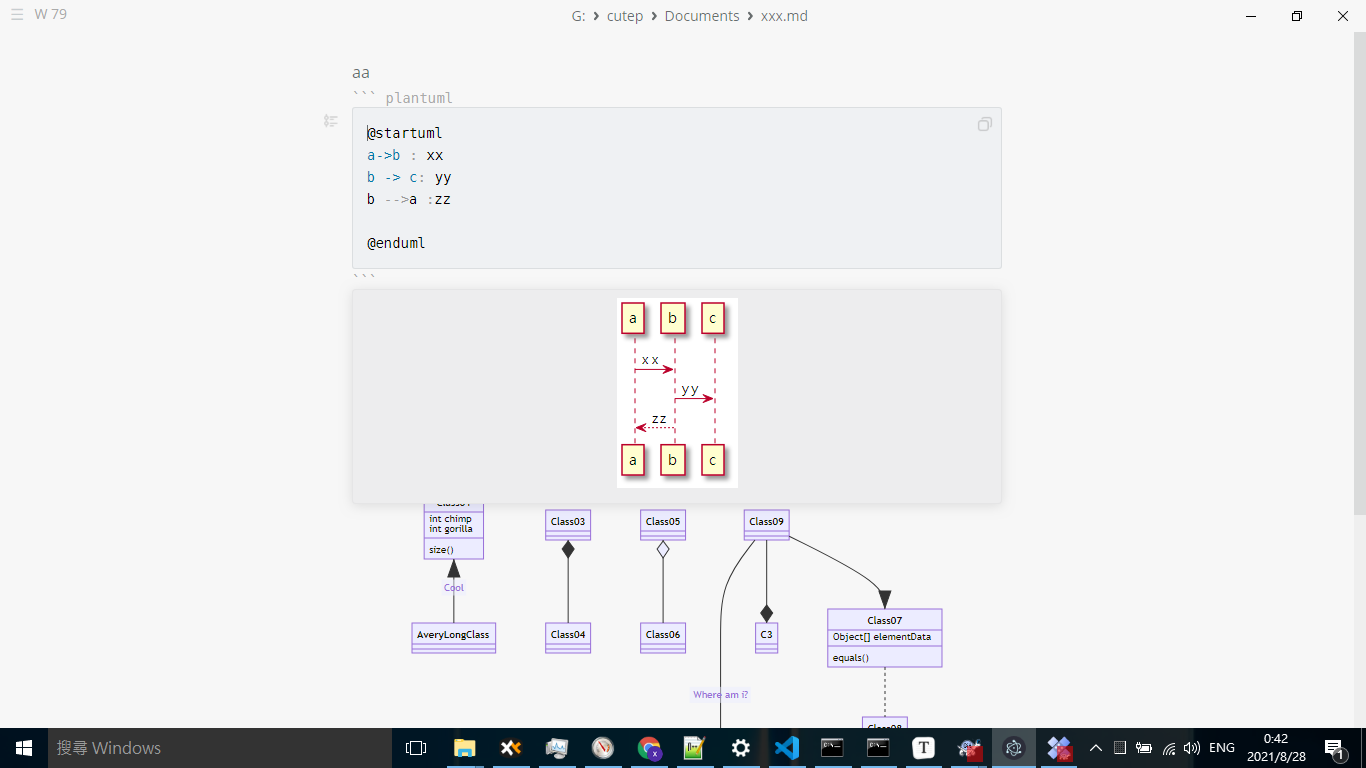 W 79
G: > cutep > Documents > xxx.md
aa
``` plantuml
@startuml
a->b : xx
b -> c: yy
b -->a :zz
@enduml
```
a b c
xx
yy
zz
a b c
int chimp
int gorilla
size()
Class03
Class05
Class09
Cool
Class07
Object[] elementData
equals()
AveryLongClass
Class04
Class06
C3
Where am i?
搜尋 Windows
T
ENG
0:42
2021/8/28
1